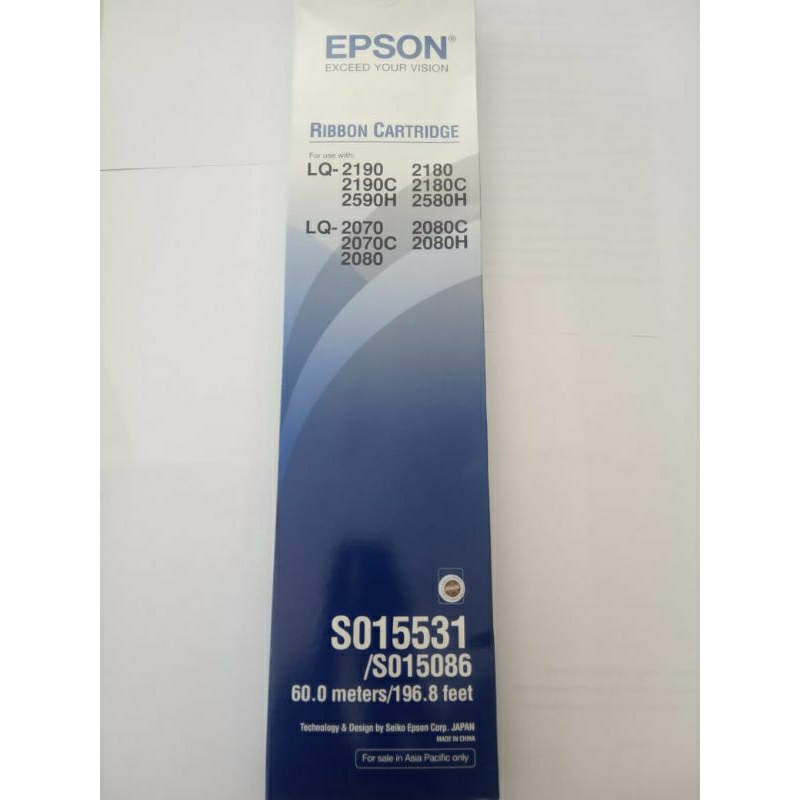 EPSON®
EXCEED YOUR VISION
RIBBON CARTRIDGE
For use with:
LQ- 2190 2180
2190C 2180C
2590H 2580H
LQ- 2070 2080C
2070C 2080H
2080
EPSON
S015531
/S015086
60.0 meters/196.8 feet
Technology & Design by Seiko Epson Corp. JAPAN
MADE IN CHINA
For sale in Asia Pacific only